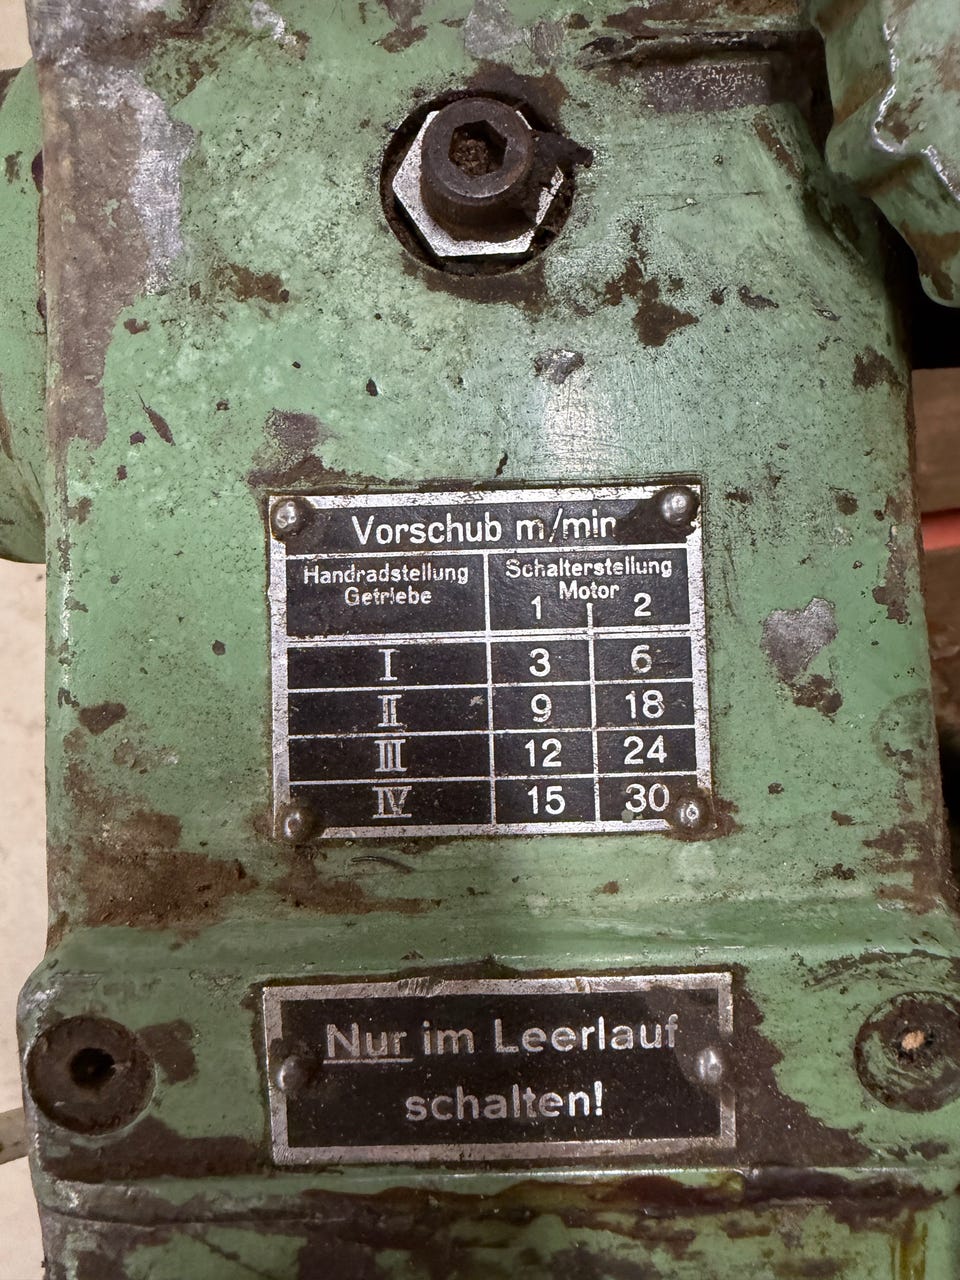 Vorschub m/min
Handradstellung Getriebe
Schalterstellung Motor
1 2
I 3 6
II 9 18
III 12 24
IV 15 30
Nur im Leerlauf
schalten!